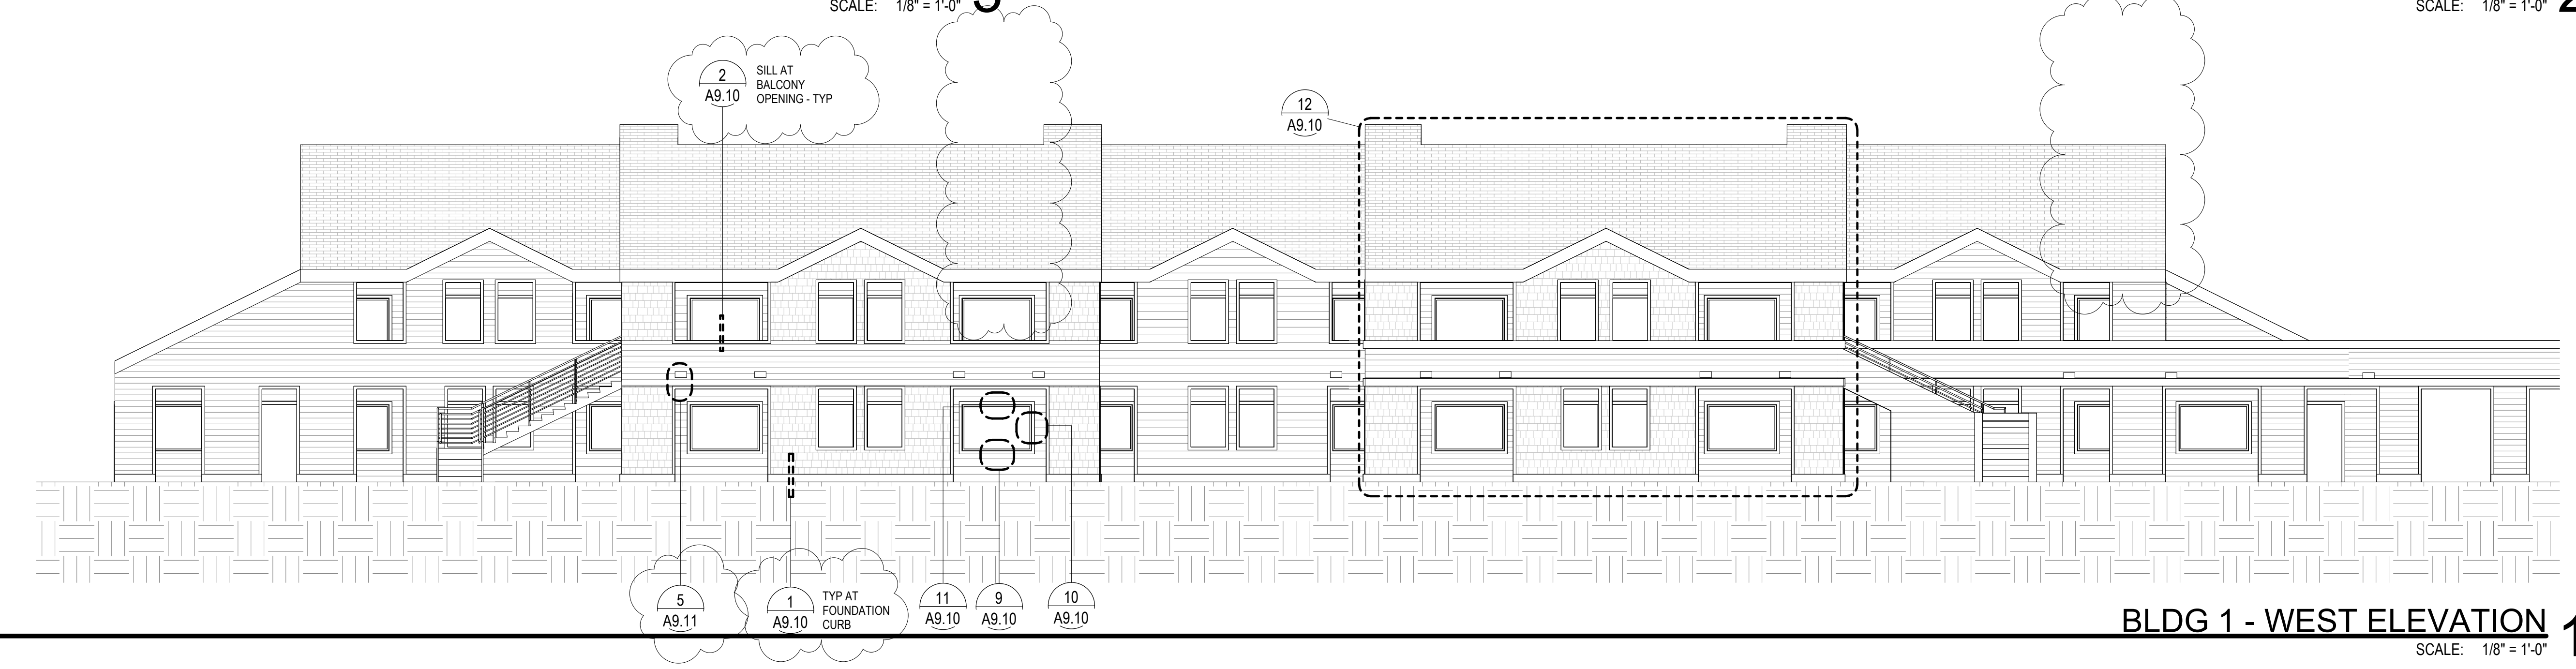 SCALE: 1/8" = 1'-0"
SCALE: 1/8" = 1'-0"
2
A9.10
SILL AT
BALCONY
OPENING - TYP
12
A9.10
5
A9.11
1
A9.10
TYP AT
FOUNDATION
CURB
11
A9.10
9
A9.10
10
A9.10
BLDG 1 - WEST ELEVATION
1
SCALE: 1/8" = 1'-0"